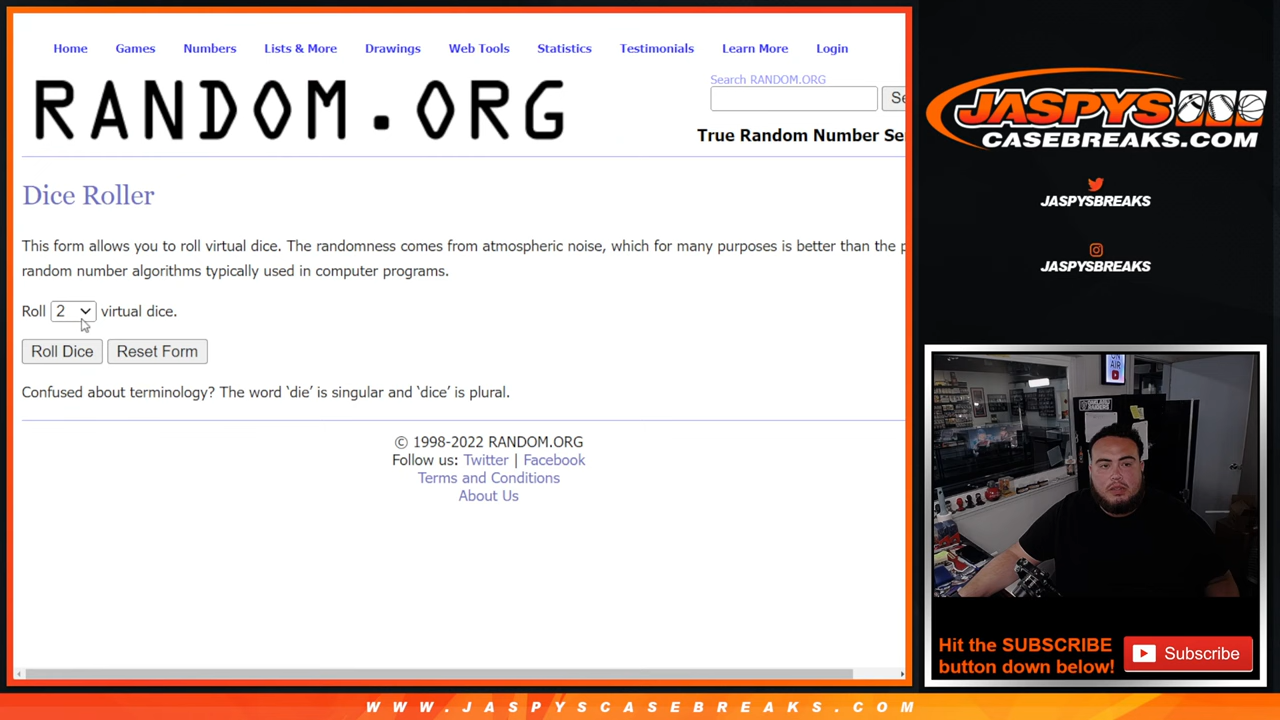 Home Games Numbers Lists & More Drawings Web Tools Statistics Testimonials Learn More Login
RANDOM.ORG
Search RANDOM.ORG
Se
True Random Number Se
Dice Roller
This form allows you to roll virtual dice. The randomness comes from atmospheric noise, which for many purposes is better than the p
random number algorithms typically used in computer programs.
Roll 2 virtual dice.
Roll Dice Reset Form
Confused about terminology? The word ‘die’ is singular and ‘dice’ is plural.
© 1998-2022 RANDOM.ORG
Follow us: Twitter | Facebook
Terms and Conditions
About Us
JASPYS
CASEBREAKS.COM
JASPYSBREAKS
JASPYSBREAKS
ON
AIR
Hit the SUBSCRIBE
button down below!
Subscribe
WWW.JASPYSCASEBREAKS.COM